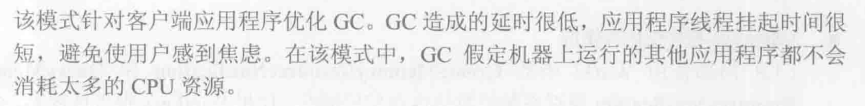 该模式针对客户端应用程序优化 GC。GC 造成的延时很低，应用程序线程挂起时间很
短，避免使用户感到焦虑。在该模式中，GC 假定机器上运行的其他应用程序都不会
消耗太多的 CPU 资源。